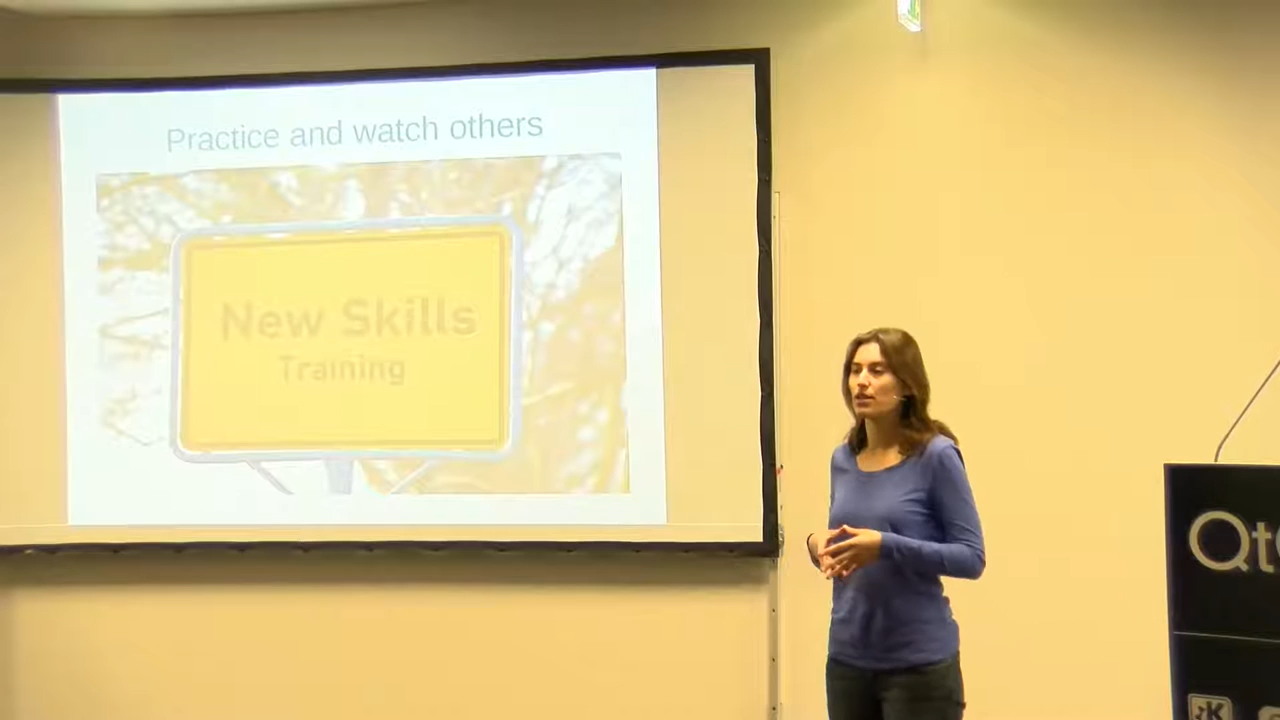 Practice and watch others
New Skills
Training
Qt
K